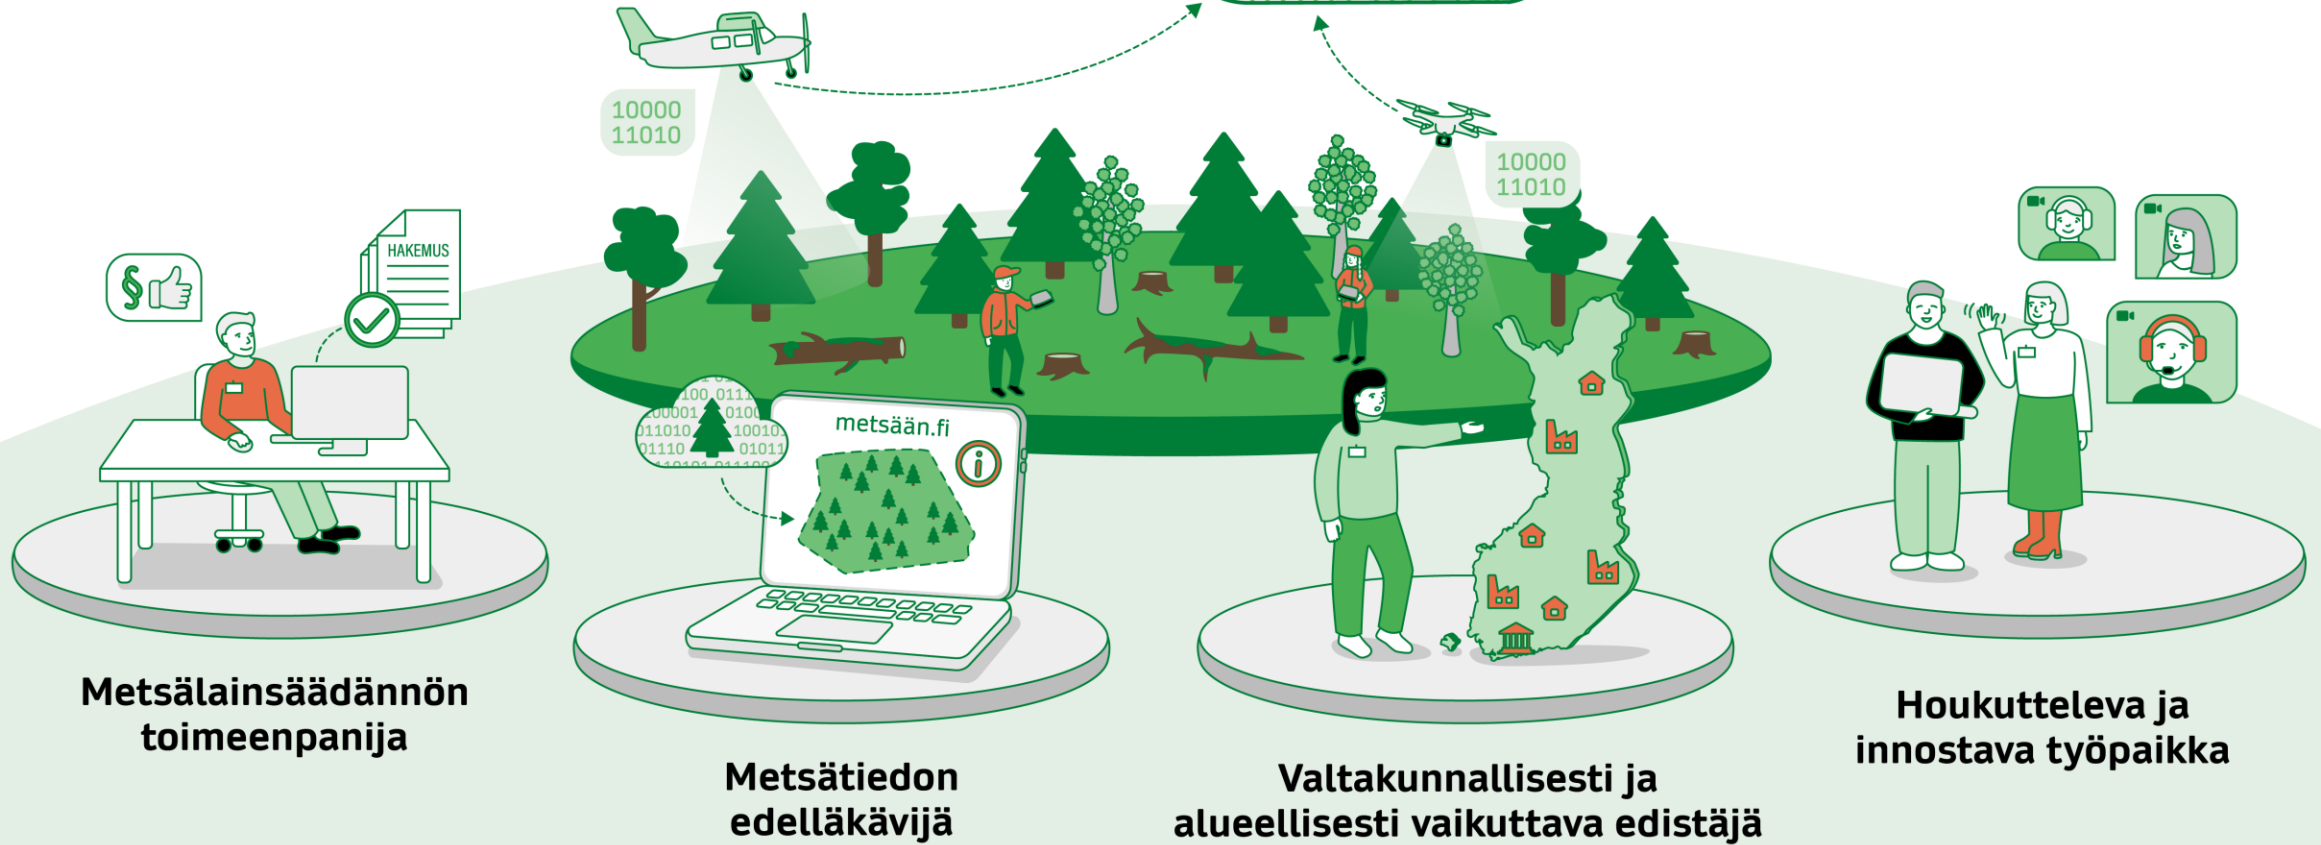 10000
11010
10000
11010
HAKEMUS
§
metsään.fi
i
Metsälainsäädännön
toimeenpanija
Metsätiedon
edelläkävijä
Valtakunnallisesti ja
alueellisesti vaikuttava edistäjä
Houkutteleva ja
innostava työpaikka